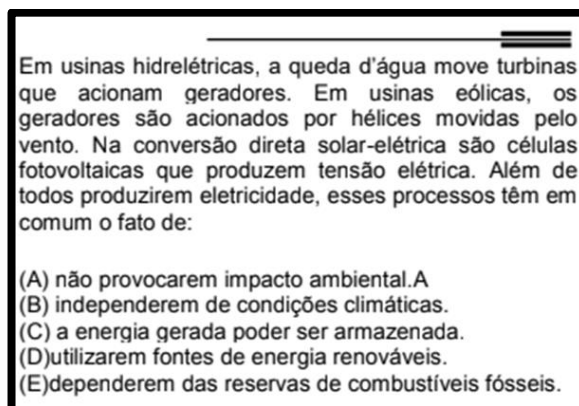 Em usinas hidrelétricas, a queda d'água move turbinas
que acionam geradores. Em usinas eólicas, os
geradores são acionados por hélices movidas pelo
vento. Na conversão direta solar-elétrica são células
fotovoltaicas que produzem tensão elétrica. Além de
todos produzirem eletricidade, esses processos têm em
comum o fato de:
(A) não provocarem impacto ambiental.A
(B) independerem de condições climáticas.
(C) a energia gerada poder ser armazenada.
(D)utilizarem fontes de energia renováveis.
(E)dependerem das reservas de combustíveis fósseis.